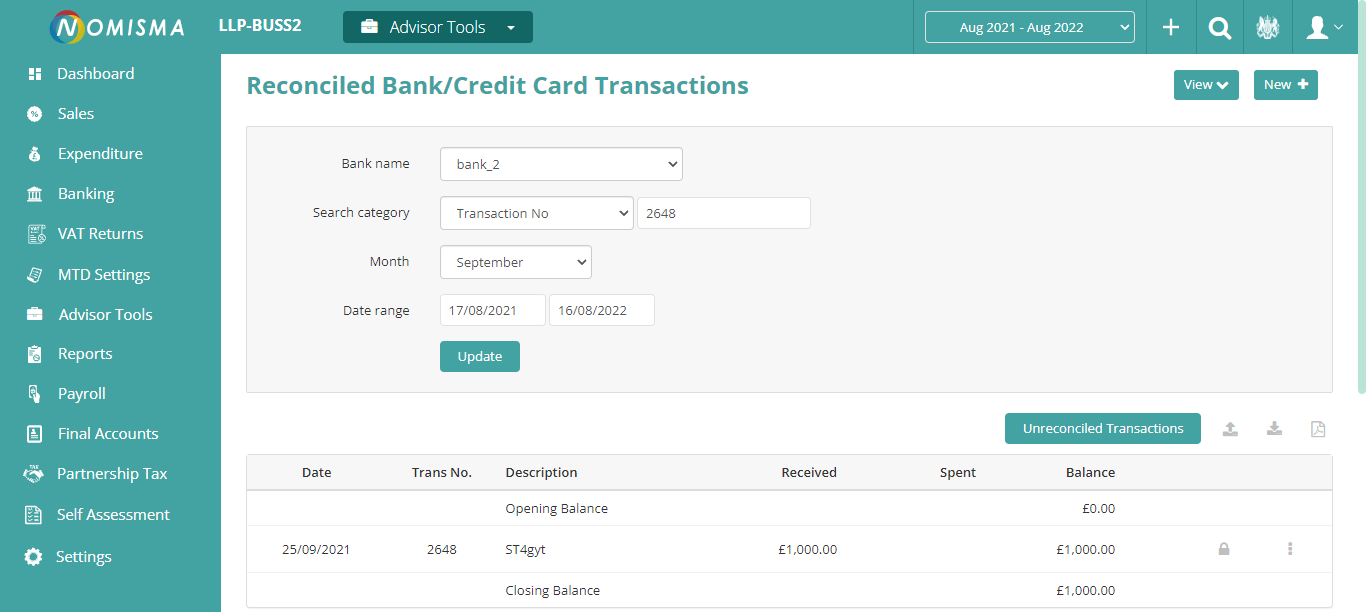 NOMISMA
LLP-BUSS2
Advisor Tools
Aug 2021 - Aug 2022
Dashboard
Sales
Expenditure
Banking
VAT Returns
MTD Settings
Advisor Tools
Reports
Payroll
Final Accounts
Partnership Tax
Self Assessment
Settings
Reconciled Bank/Credit Card Transactions
View
New
Bank name bank_2
Search category Transaction No 2648
Month September
Date range 17/08/2021 16/08/2022
Update
Unreconciled Transactions
Date Trans No. Description Received Spent Balance
Opening Balance £0.00
25/09/2021 2648 ST4gyt £1,000.00 £1,000.00
Closing Balance £1,000.00